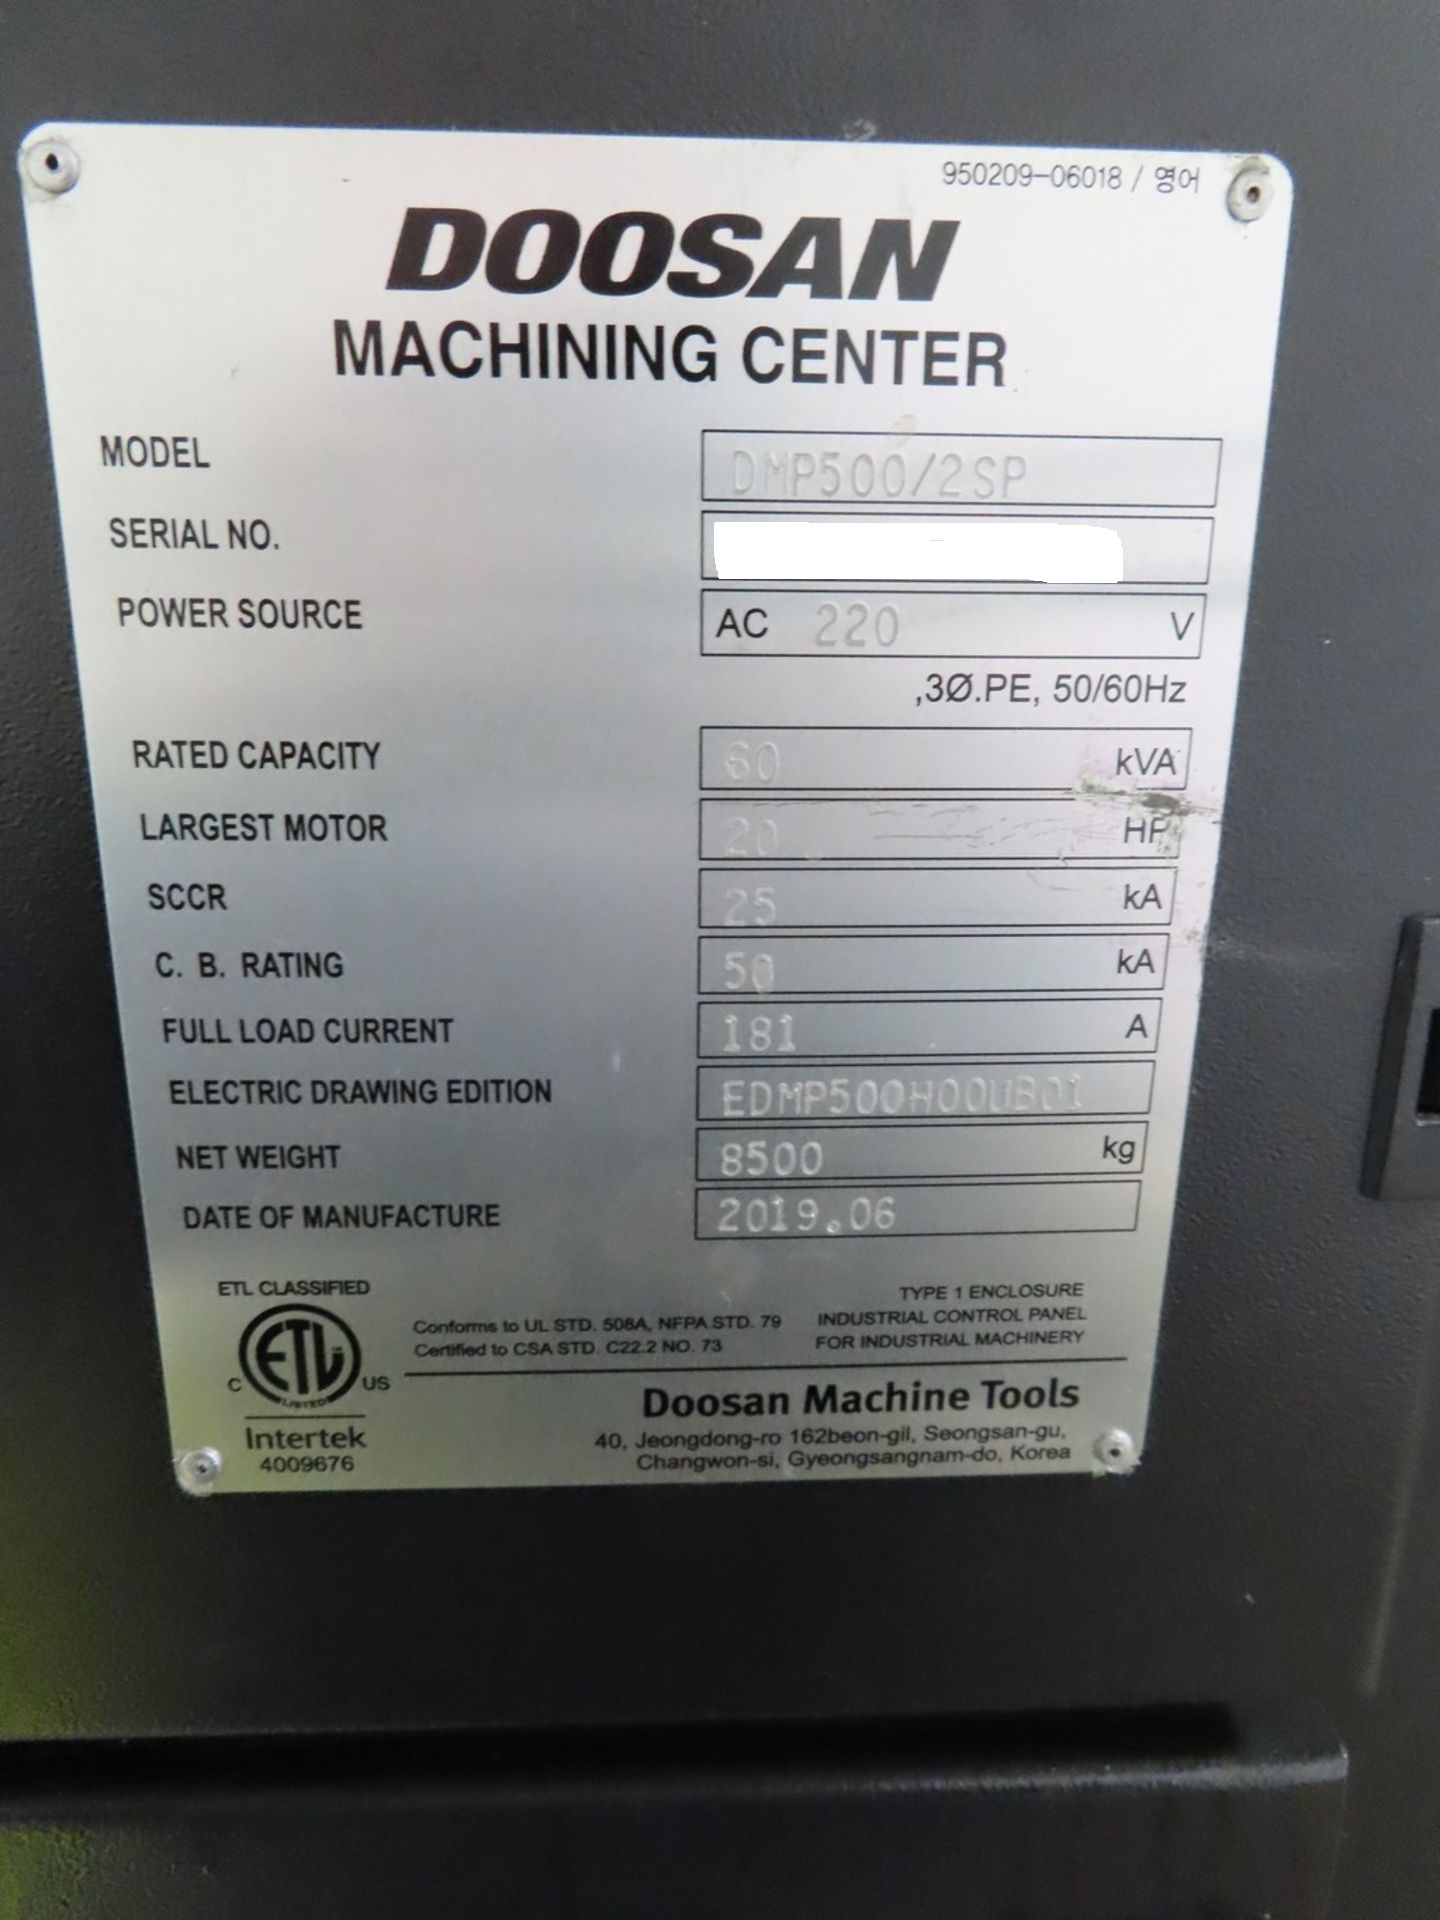 950209-06018 / 영어
DOOSAN
MACHINING CENTER
MODEL DMP500/2SP
SERIAL NO.
POWER SOURCE AC 220 V
,3Ø.PE, 50/60Hz
RATED CAPACITY 60 kVA
LARGEST MOTOR 20 HP
SCCR 25 kA
C. B. RATING 50 kA
FULL LOAD CURRENT 181 A
ELECTRIC DRAWING EDITION EDMP500H00UB01
NET WEIGHT 8500 kg
DATE OF MANUFACTURE 2019.06
ETL CLASSIFIED
ETL
LISTED
C US
Intertek
4009676
Conforms to UL STD. 508A, NFPA STD. 79
Certified to CSA STD. C22.2 NO. 73
TYPE 1 ENCLOSURE
INDUSTRIAL CONTROL PANEL
FOR INDUSTRIAL MACHINERY
Doosan Machine Tools
40, Jeongdong-ro 162beon-gil, Seongsan-gu,
Changwon-si, Gyeongsangnam-do, Korea